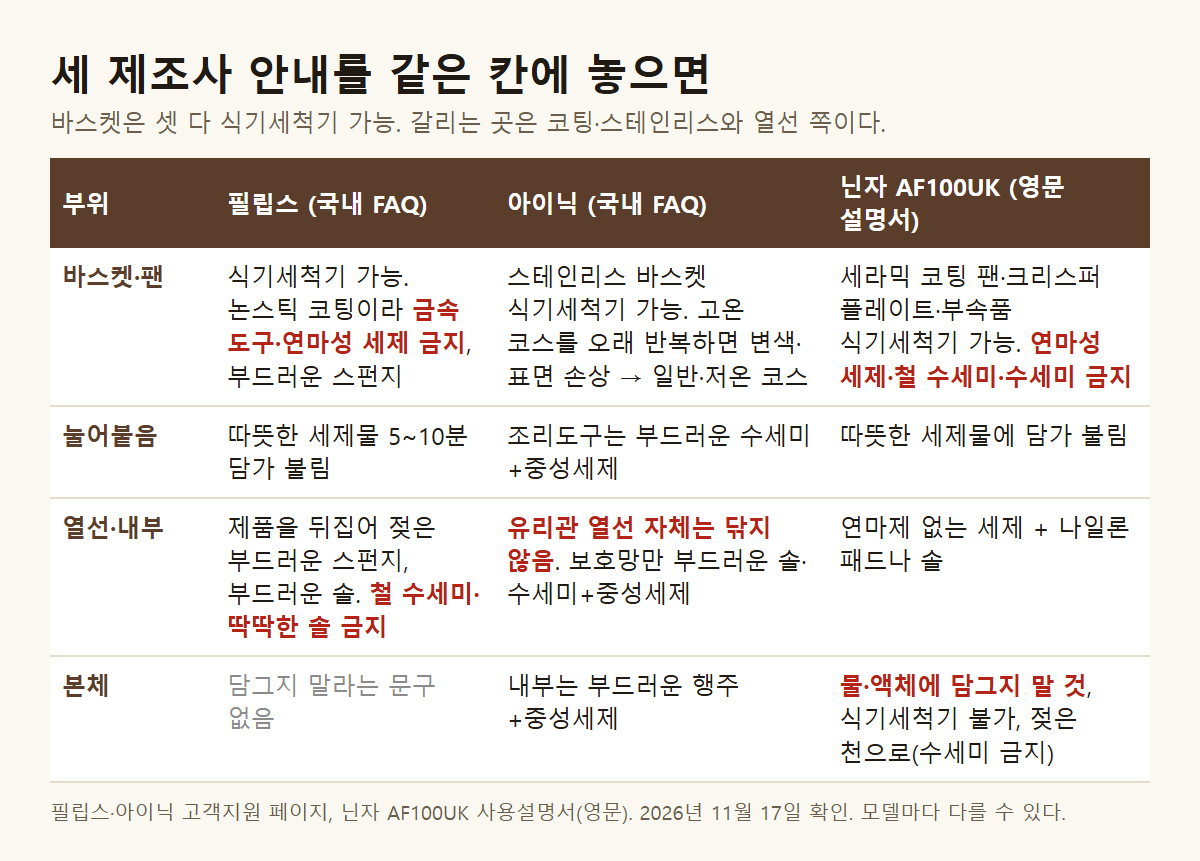 세 제조사 안내를 같은 칸에 놓으면
바스켓은 셋 다 식기세척기 가능. 갈리는 곳은 코팅·스테인리스와 열선 쪽이다.
부위
필립스 (국내 FAQ)
아이닉 (국내 FAQ)
닌자 AF100UK (영문
설명서)
바스켓·팬
식기세척기 가능.
논스틱 코팅이라 금속
도구·연마성 세제 금지,
부드러운 스펀지
스테인리스 바스켓
식기세척기 가능. 고온
코스를 오래 반복하면 변색·
표면 손상 → 일반·저온 코스
세라믹 코팅 팬·크리스퍼
플레이트·부속품
식기세척기 가능. 연마성
세제·철 수세미·수세미 금지
눌어붙음
따뜻한 세제물 5~10분
담가 불림
조리도구는 부드러운 수세미
+중성세제
따뜻한 세제물에 담가 불림
열선·내부
제품을 뒤집어 젖은
부드러운 스펀지,
부드러운 솔. 철 수세미·
딱딱한 솔 금지
유리관 열선 자체는 닦지
않음. 보호망만 부드러운 솔·
수세미+중성세제
연마제 없는 세제 + 나일론
패드나 솔
본체
담그지 말라는 문구
없음
내부는 부드러운 행주
+중성세제
물·액체에 담그지 말 것,
식기세척기 불가, 젖은
천으로(수세미 금지)
필립스·아이닉 고객지원 페이지, 닌자 AF100UK 사용설명서(영문). 2026년 11월 17일 확인. 모델마다 다를 수 있다.